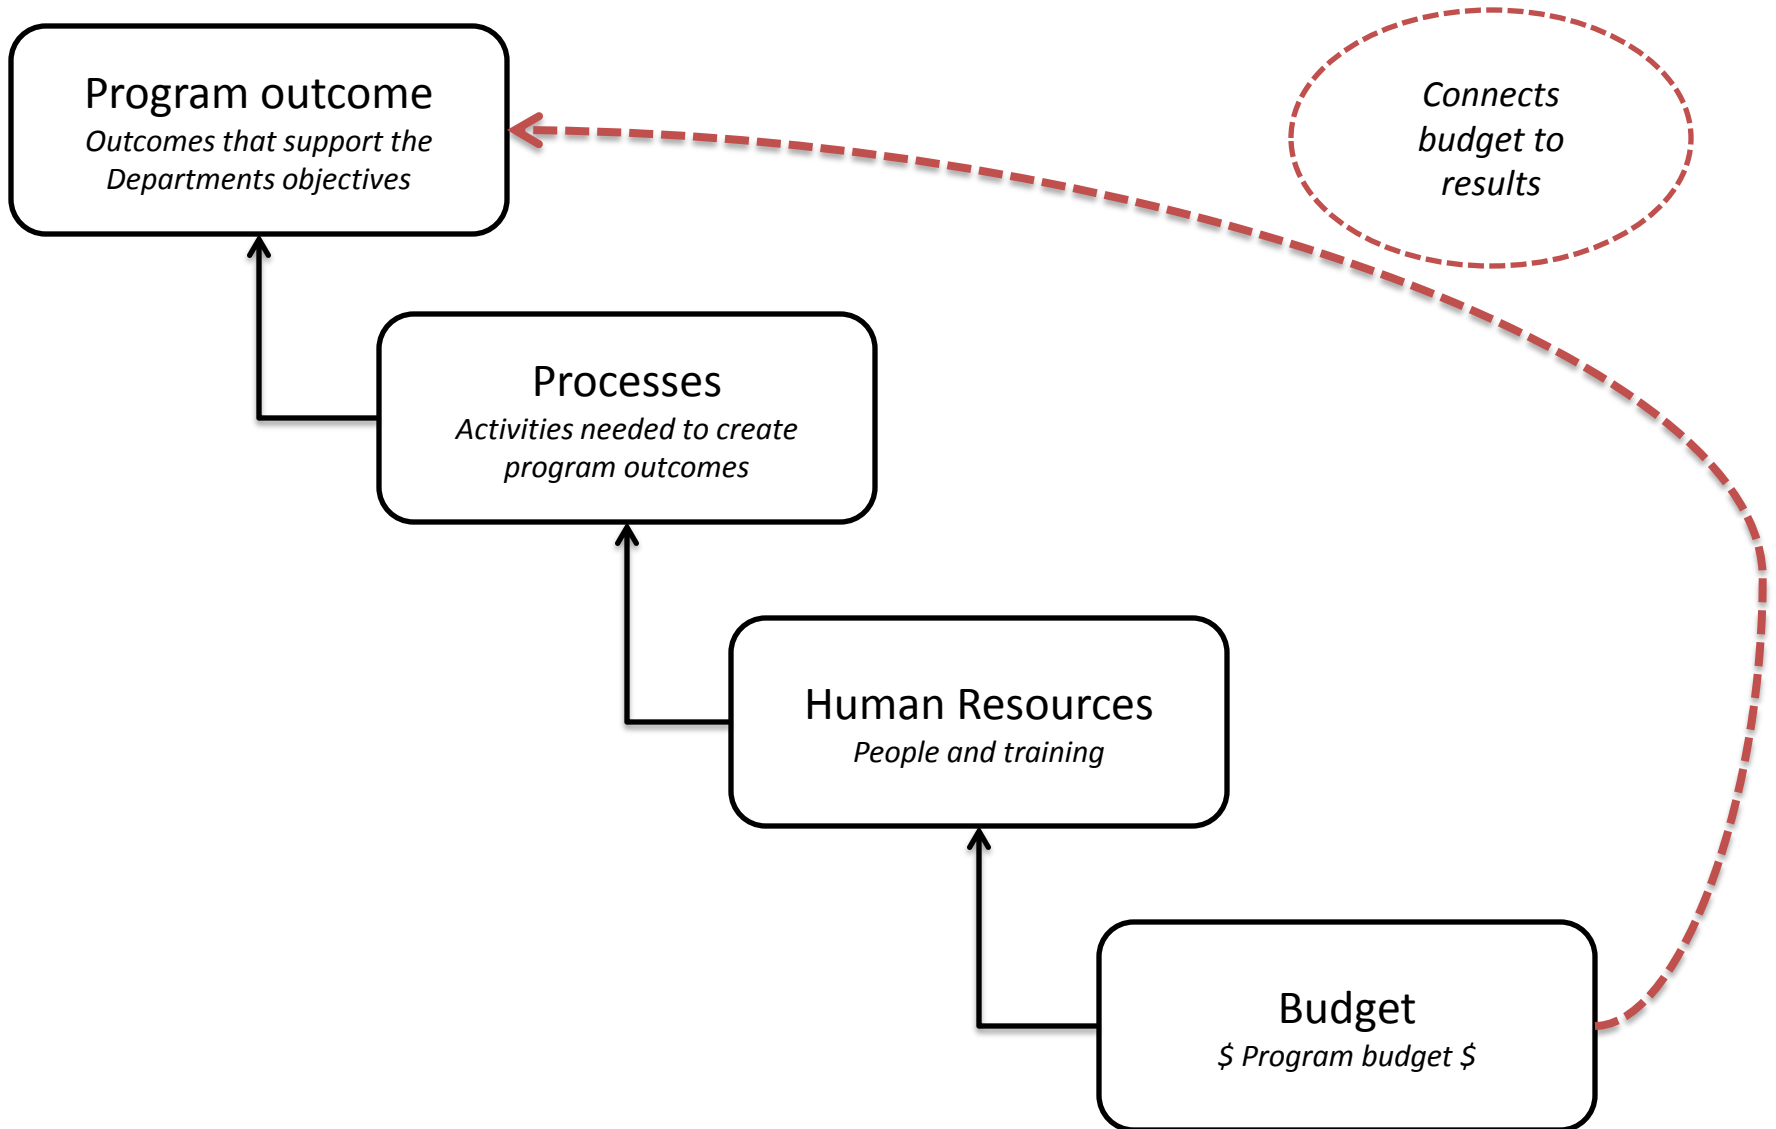 Program outcome
Outcomes that support the
Departments objectives
Connects
budget to
results
Processes
Activities needed to create
program outcomes
Human Resources
People and training
Budget
$ Program budget $